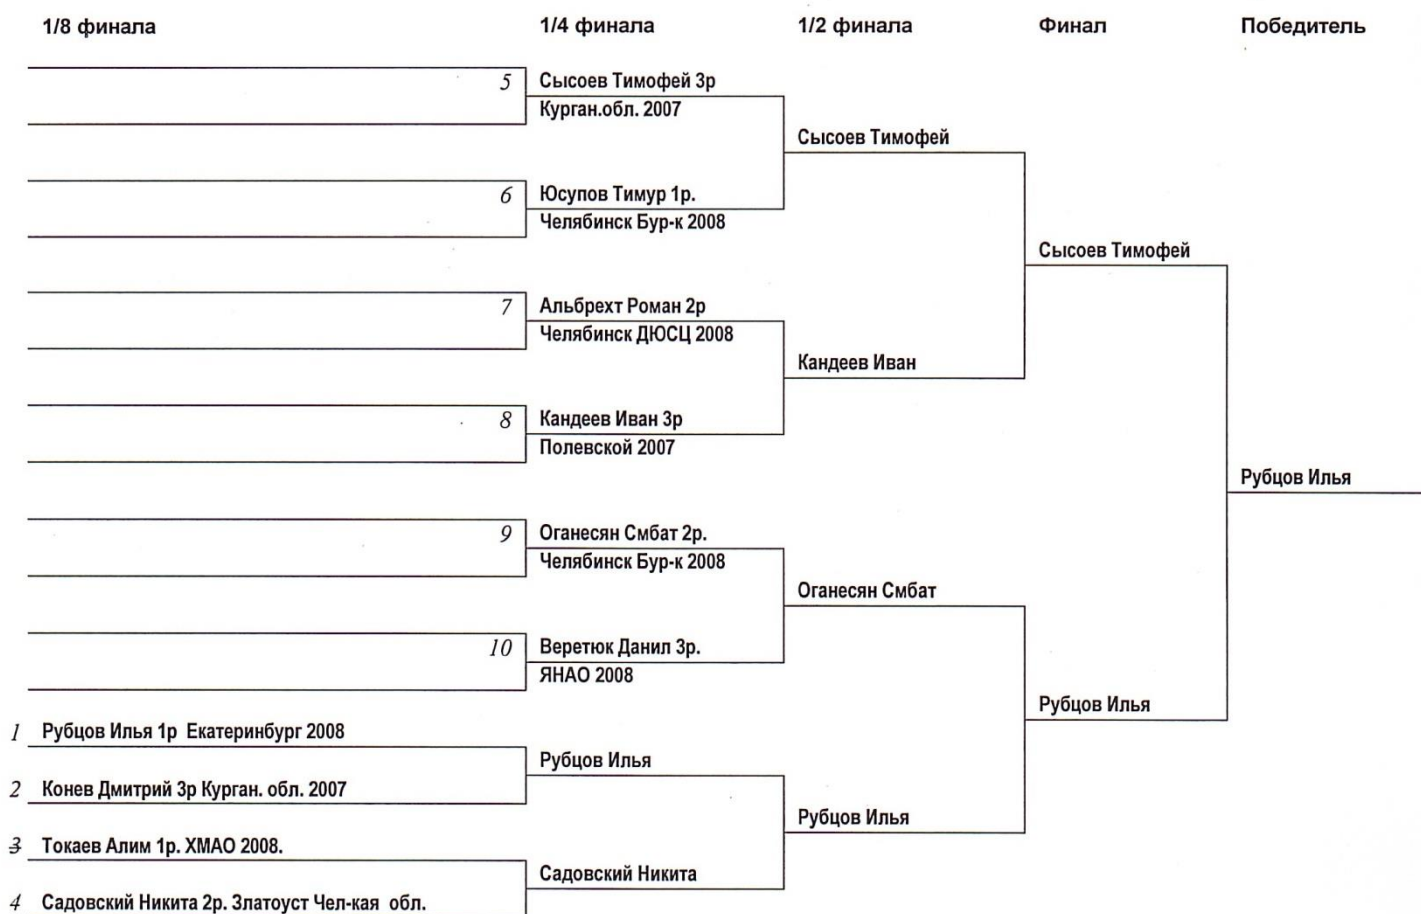 1/8 финала 1/4 финала 1/2 финала Финал Победитель
5 Сысоев Тимофей 3р
Курган.обл. 2007
Сысоев Тимофей
6 Юсупов Тимур 1р.
Челябинск Бур-к 2008
Сысоев Тимофей
7 Альбрехт Роман 2р
Челябинск ДЮСЦ 2008
Кандеев Иван
8 Кандеев Иван 3р
Полевской 2007
Рубцов Илья
9 Оганесян Смбат 2р.
Челябинск Бур-к 2008
Оганесян Смбат
10 Веретюк Данил 3р.
ЯНАО 2008
Рубцов Илья
1 Рубцов Илья 1р Екатеринбург 2008
Рубцов Илья
2 Конев Дмитрий 3р Курган. обл. 2007
Рубцов Илья
3 Токаев Алим 1р. ХМАО 2008.
Садовский Никита
4 Садовский Никита 2р. Златоуст Чел-кая обл.